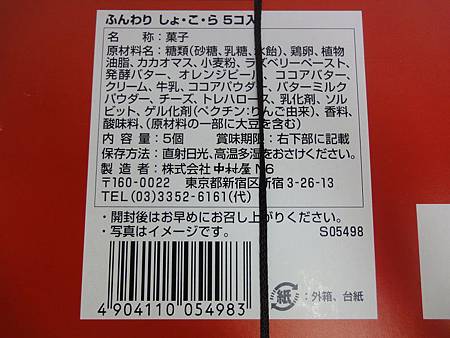 ふんわり しょ・こ・ら 5コ入
名 称:菓子
原材料名:糖類(砂糖、乳糖、水飴)、鶏卵、植物
油脂、カカオマス、小麦粉、ラズベリーペースト、
発酵バター、オレンジピール、ココアバター、
クリーム、牛乳、ココアパウダー、バターミルク
パウダー、チーズ、トレハロース、乳化剤、ソル
ビット、ゲル化剤(ペクチン:りんご由来)、香料、
酸味料、(原材料の一部に大豆を含む)
内 容 量:5個 賞味期限:右下部に記載
保存方法:直射日光、高温多湿をおさけください。
製 造 者:株式会社 中村屋 N6
〒160-0022 東京都新宿区新宿3-26-13
TEL(03)3352-6161(代)
・開封後はお早めにお召し上がりください。
・写真はイメージです。 S05498
4 904110 054983
紙 :外箱、台紙